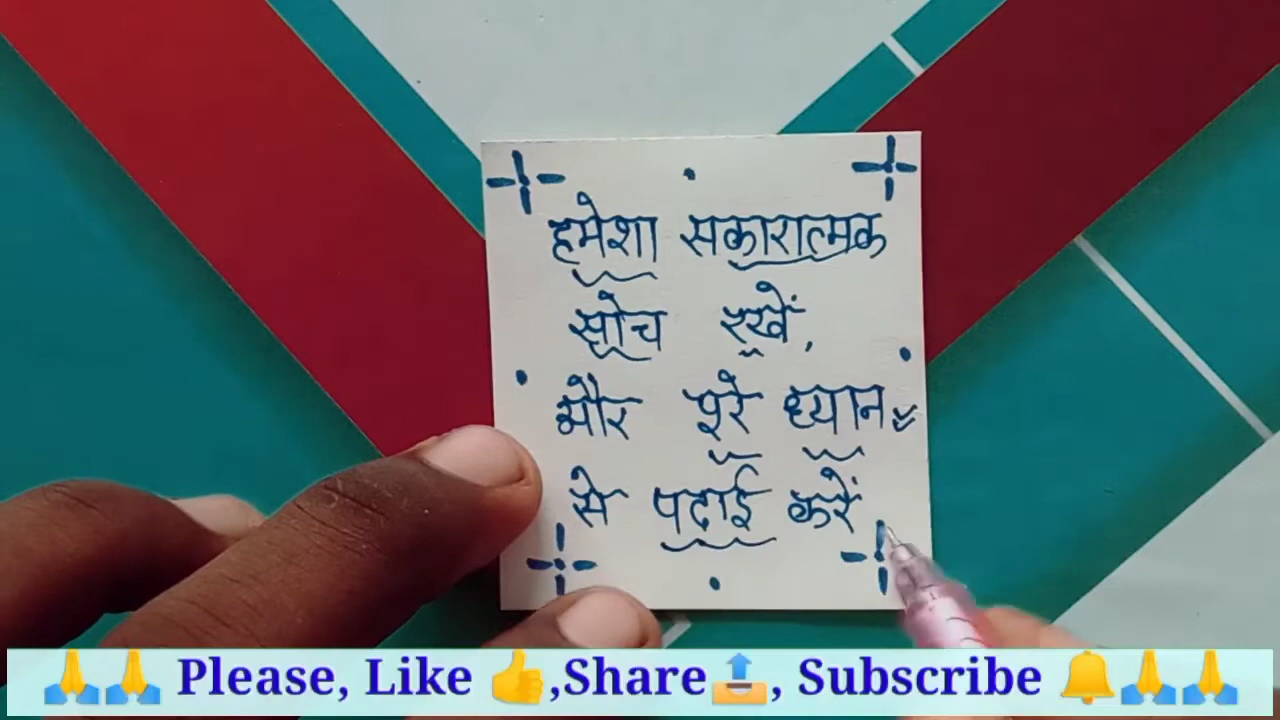 हमेशा सकारात्मक
सोच रखें,
और पूरे ध्यान
से पढाई करें
🙏🙏 Please, Like 👍,Share📤, Subscribe 🔔🙏🙏